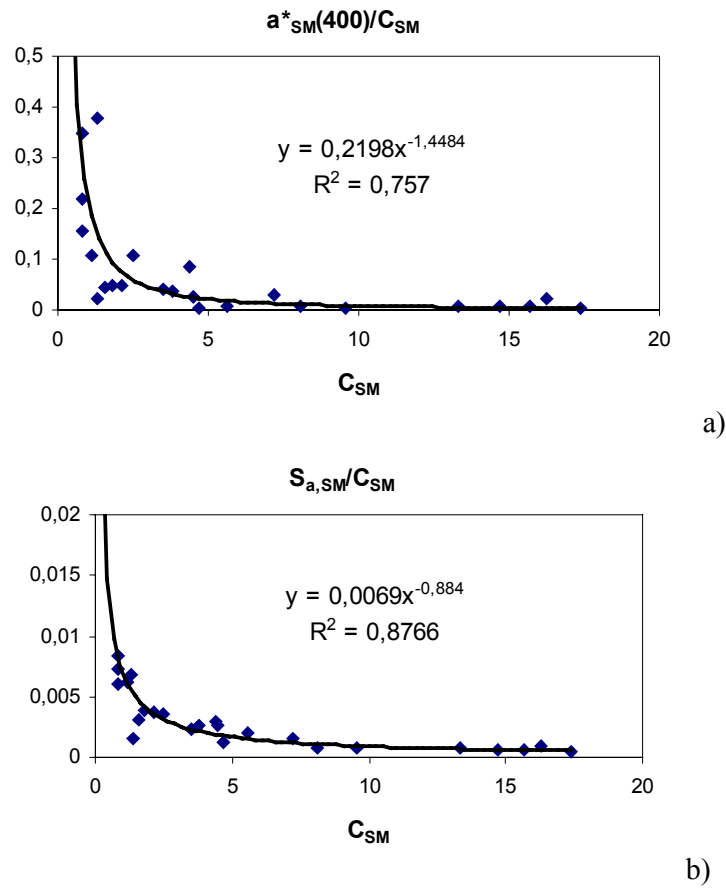 a*SM(400)/CSM
0,5
0,4
0,3
0,2
0,1
0
y = 0,2198x^-1,4484
R² = 0,757
0 5 10 15 20
CSM
a)
Sa,SM/CSM
0,02
0,015
0,01
0,005
0
y = 0,0069x^-0,884
R² = 0,8766
0 5 10 15 20
CSM
b)